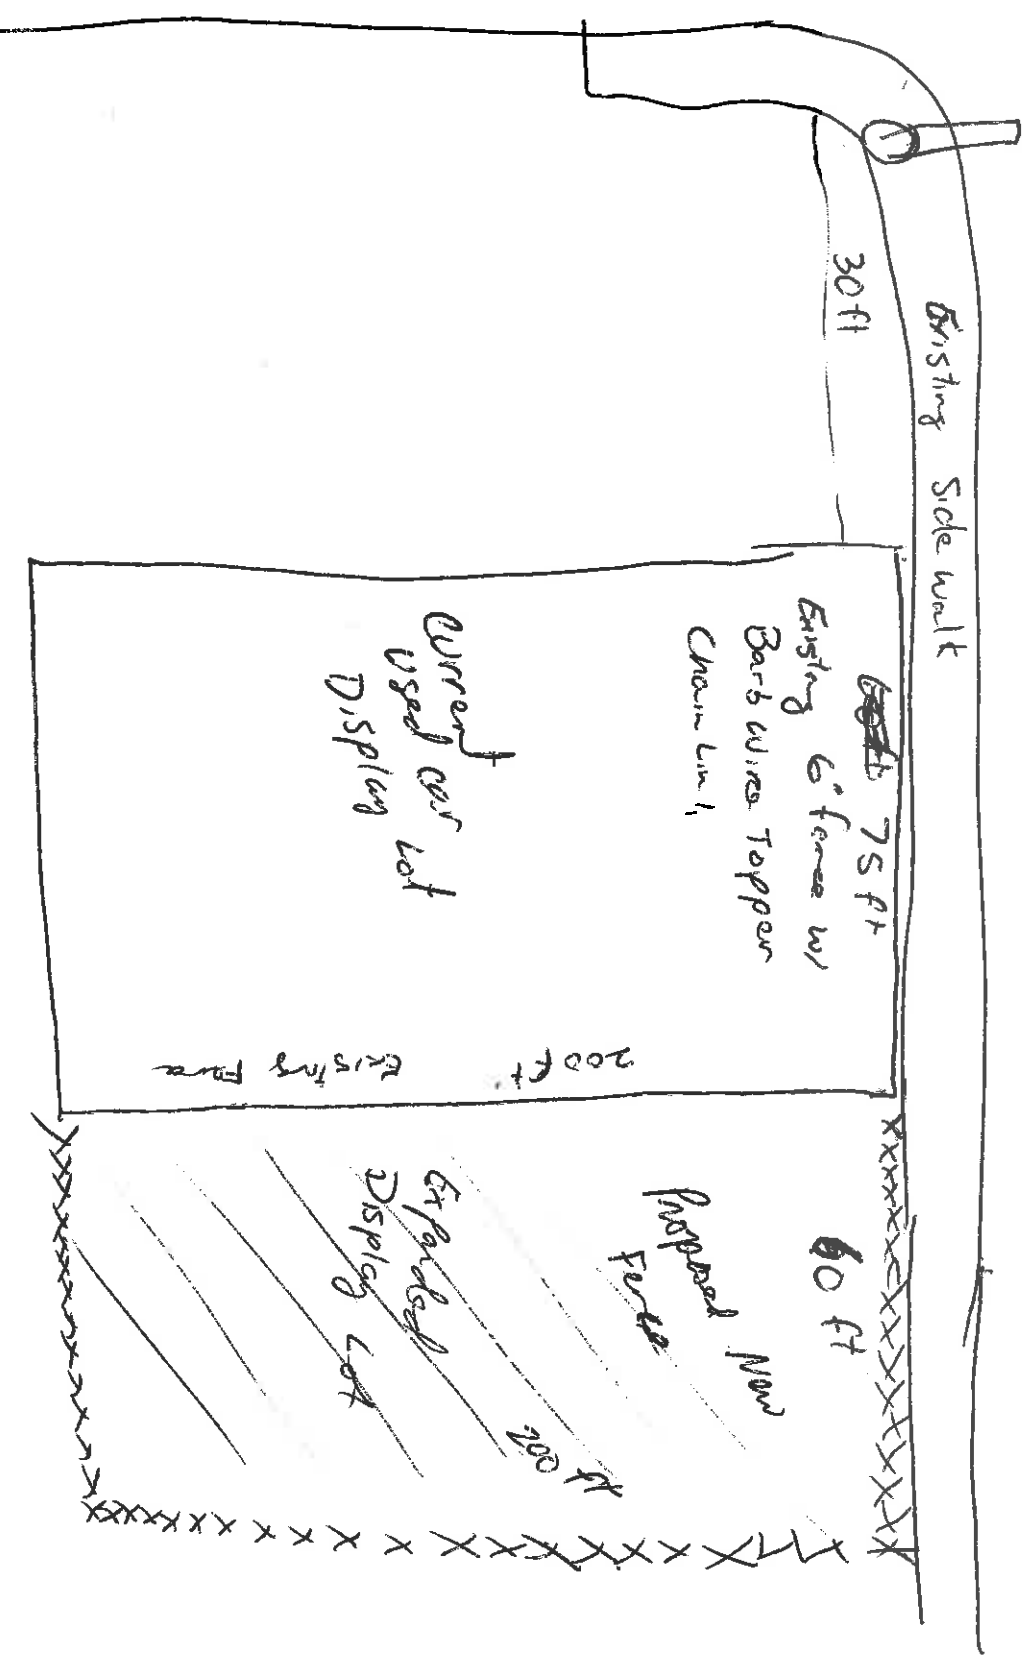 Existing Side walk
30 ft
75 ft
Existing 6' fence w/
Barb Wire Topper
Chain Link
Current
Used Car Lot
Display
200 ft.
Existing Fence
60 ft
Proposed New
Fence
Expanded
Display Lot
200 ft